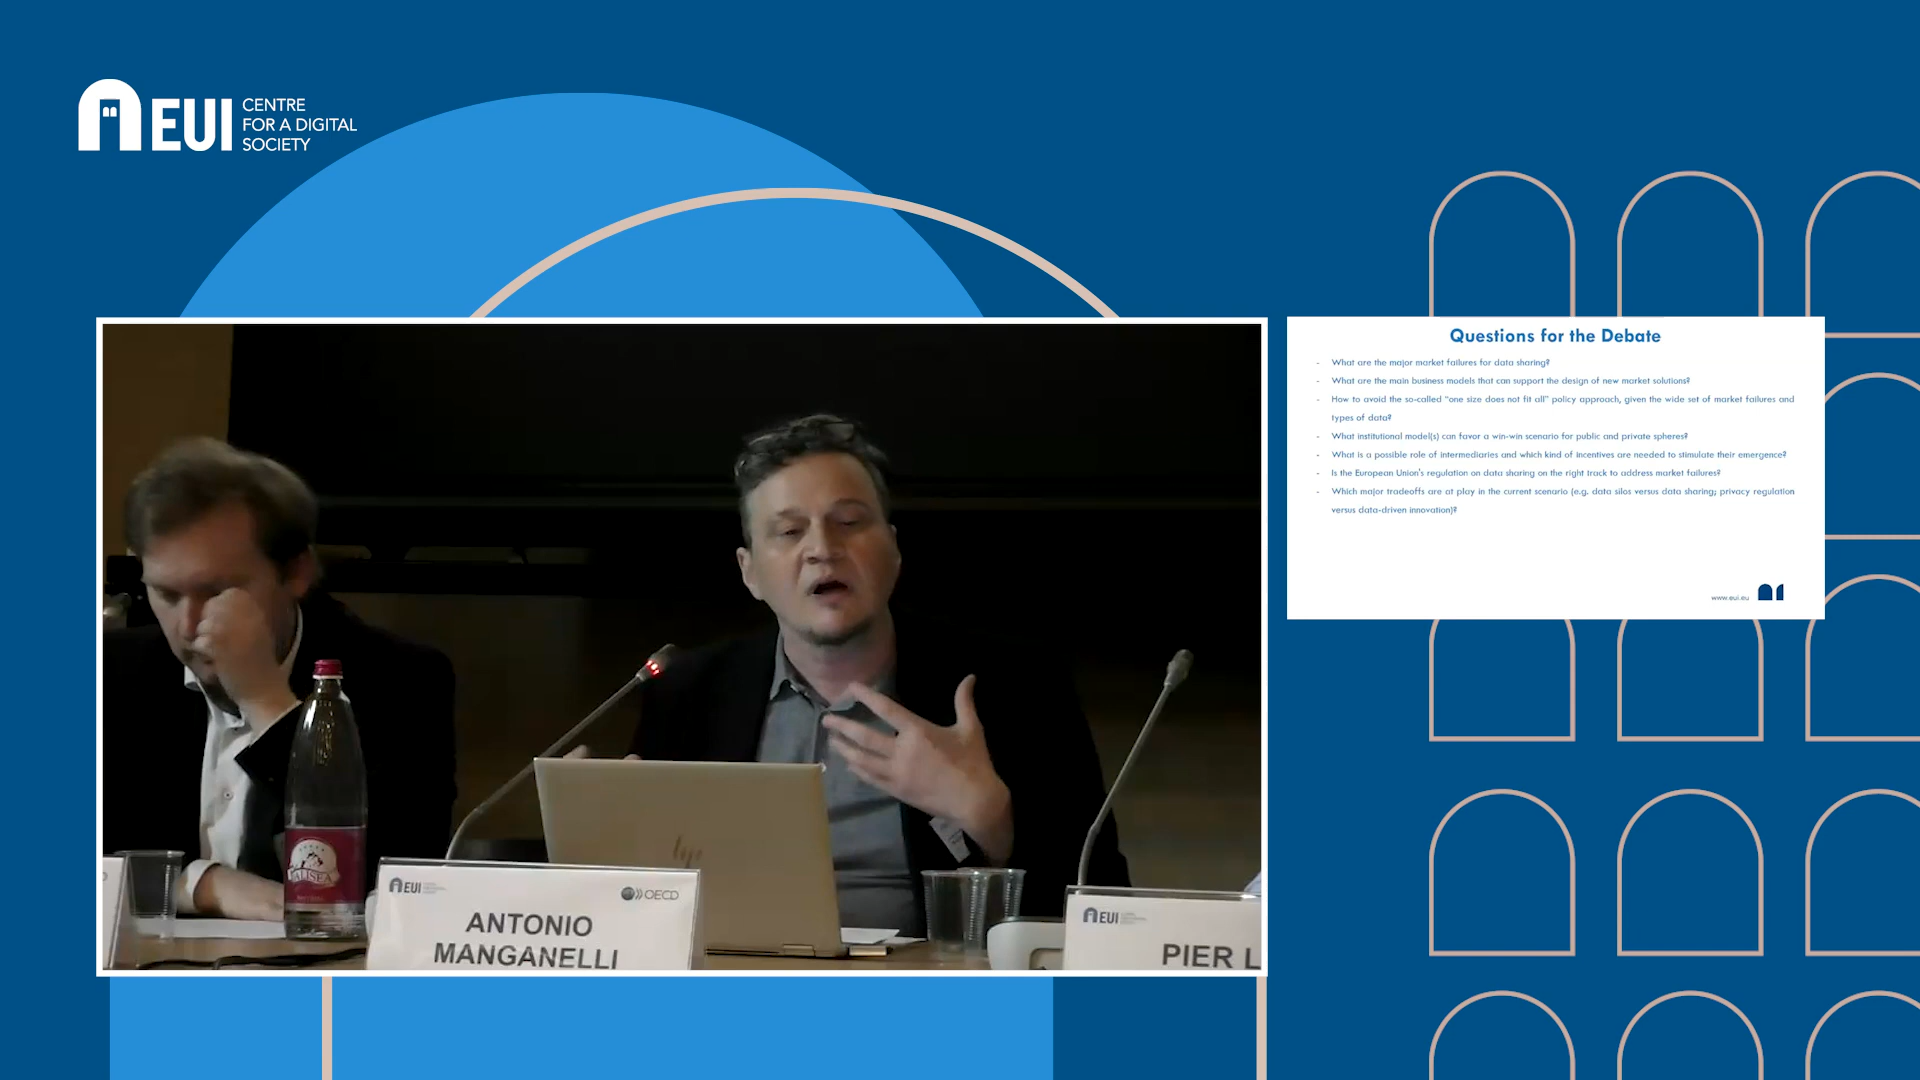 EUI
CENTRE
FOR A DIGITAL
SOCIETY
Questions for the Debate
- What are the major market failures for data sharing?
- What are the main business models that can support the design of new market solutions?
- How to avoid the so-called "one size does not fit all" policy approach, given the wide set of market failures and
types of data?
- What institutional model(s) can favor a win-win scenario for public and private spheres?
- What is a possible role of intermediaries and which kind of incentives are needed to stimulate their emergence?
- Is the European Union's regulation on data sharing on the right track to address market failures?
- Which major tradeoffs are at play in the current scenario (e.g. data silos versus data sharing; privacy regulation
versus data-driven innovation)?
www.eui.eu
hp
EUI
OECD
ANTONIO
MANGANELLI
EUI
PIER L